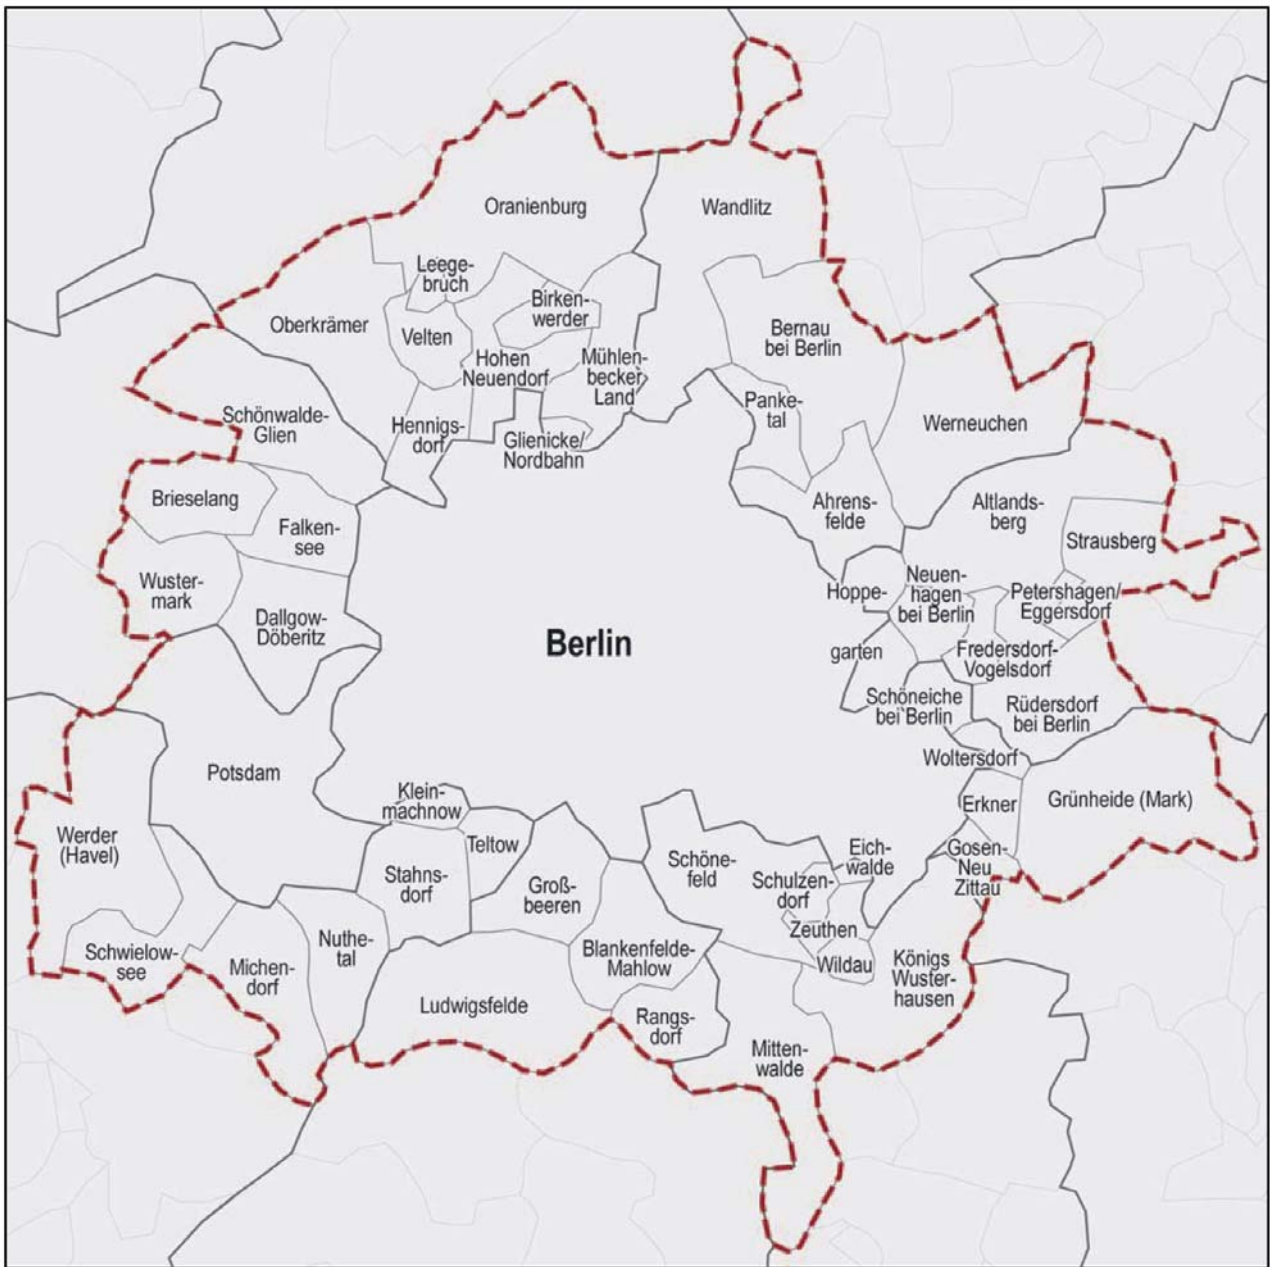 Oranienburg
Wandlitz
Leege-
bruch
Birken-
werder
Oberkrämer
Velten
Bernau
bei Berlin
Hohen
Neuendorf
Mühlen-
becker
Land
Panke-
tal
Schönwalde-
Glien
Hennigs-
dorf
Glienicke/
Nordbahn
Werneuchen
Brieselang
Falken-
see
Ahrens-
felde
Altlands-
berg
Strausberg
Wuster-
mark
Dallgow-
Döberitz
Hoppe-
garten
Neuen-
hagen
bei Berlin
Petershagen/
Eggersdorf
Berlin
Fredersdorf-
Vogelsdorf
Schöneiche
bei Berlin
Rüdersdorf
bei Berlin
Woltersdorf
Potsdam
Klein-
machnow
Erkner
Grünheide (Mark)
Werder
(Havel)
Teltow
Stahns-
dorf
Groß-
beeren
Schöne-
feld
Eich-
walde
Schulzen-
dorf
Gosen-
Neu
Zittau
Zeuthen
Schwielow-
see
Michen-
dorf
Nuthe-
tal
Blankenfelde-
Mahlow
Wildau
Königs
Wuster-
hausen
Ludwigsfelde
Rangs-
dorf
Mitten-
walde